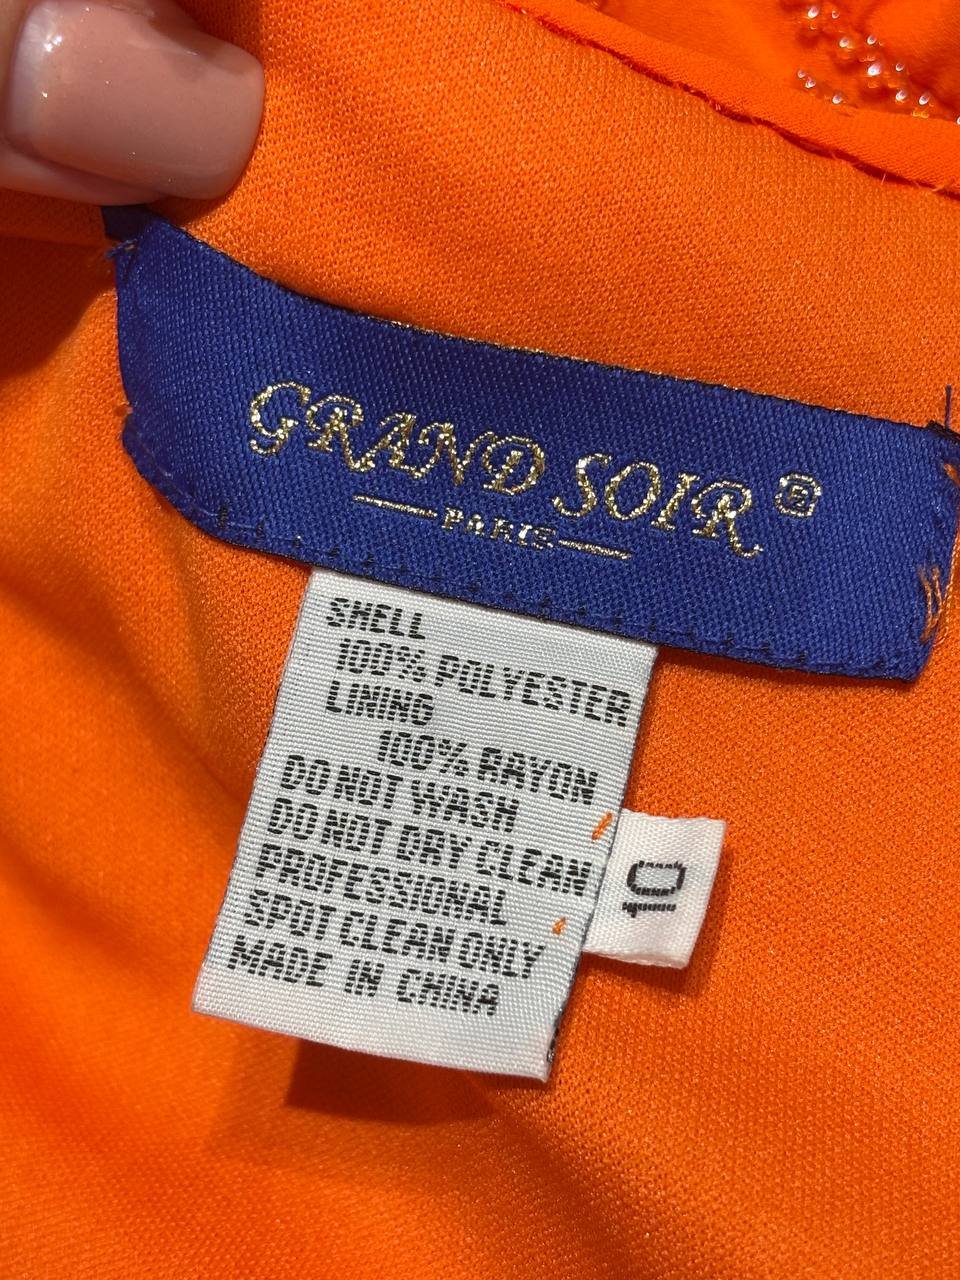 GRAND SOIR ®
PARIS
SHELL
100% POLYESTER
LINING
100% RAYON
DO NOT WASH
DO NOT DRY CLEAN
PROFESSIONAL
SPOT CLEAN ONLY
MADE IN CHINA
10